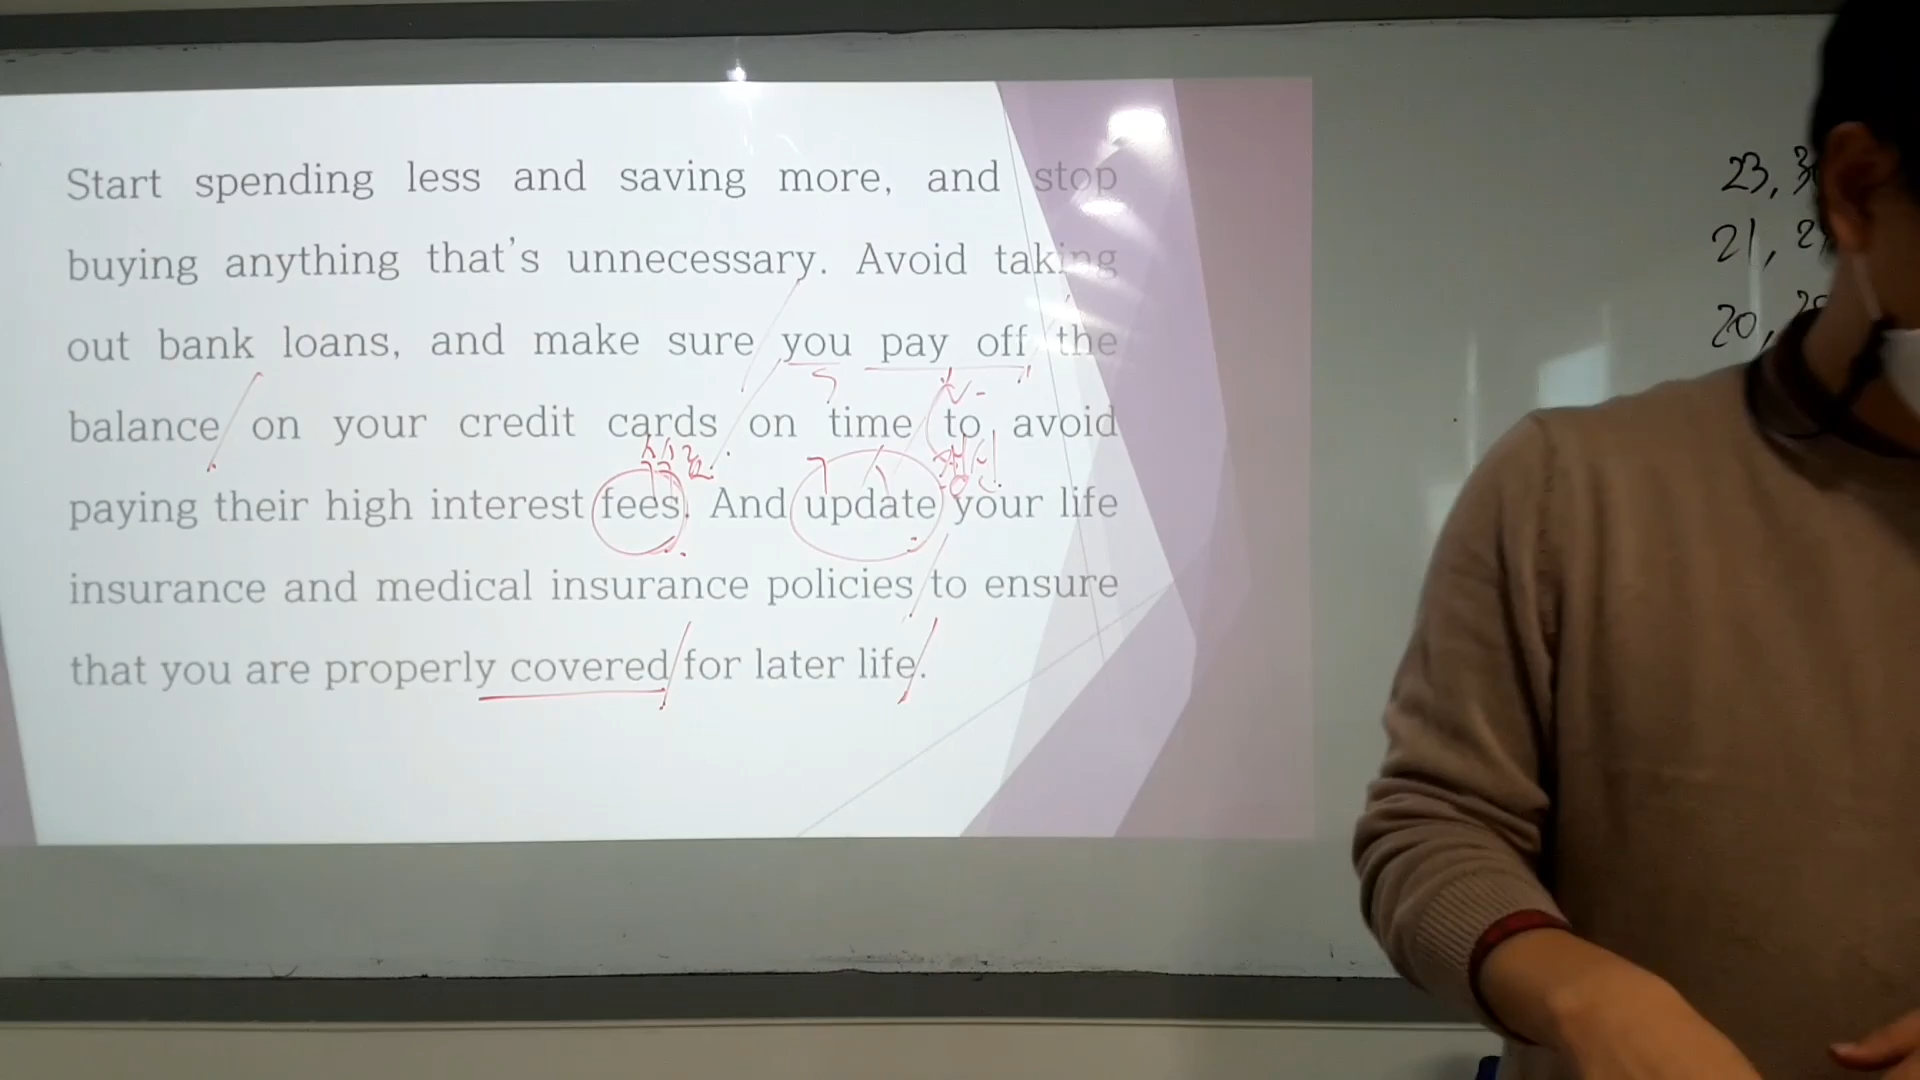 Start spending less and saving more, and stop
buying anything that's unnecessary. Avoid taking
out bank loans, and make sure you pay off the
S V
balance on your credit cards on time to avoid
paying their high interest fees. And update your life
insurance and medical insurance policies to ensure
that you are properly covered for later life.
23, 3
21, 2
20, 2